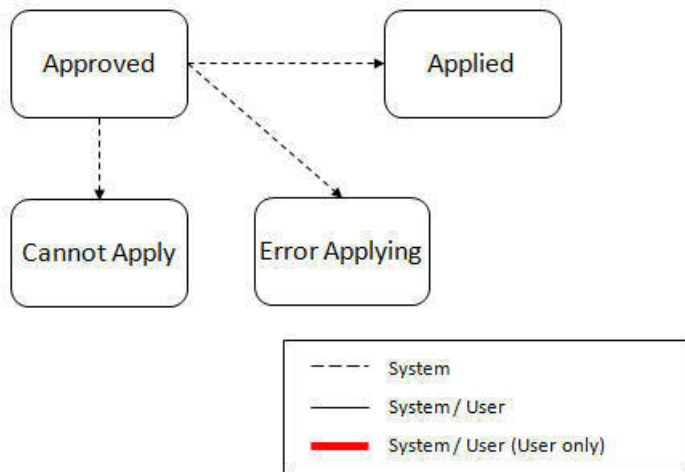 Approved
Applied
Cannot Apply
Error Applying
System
System / User
System / User (User only)